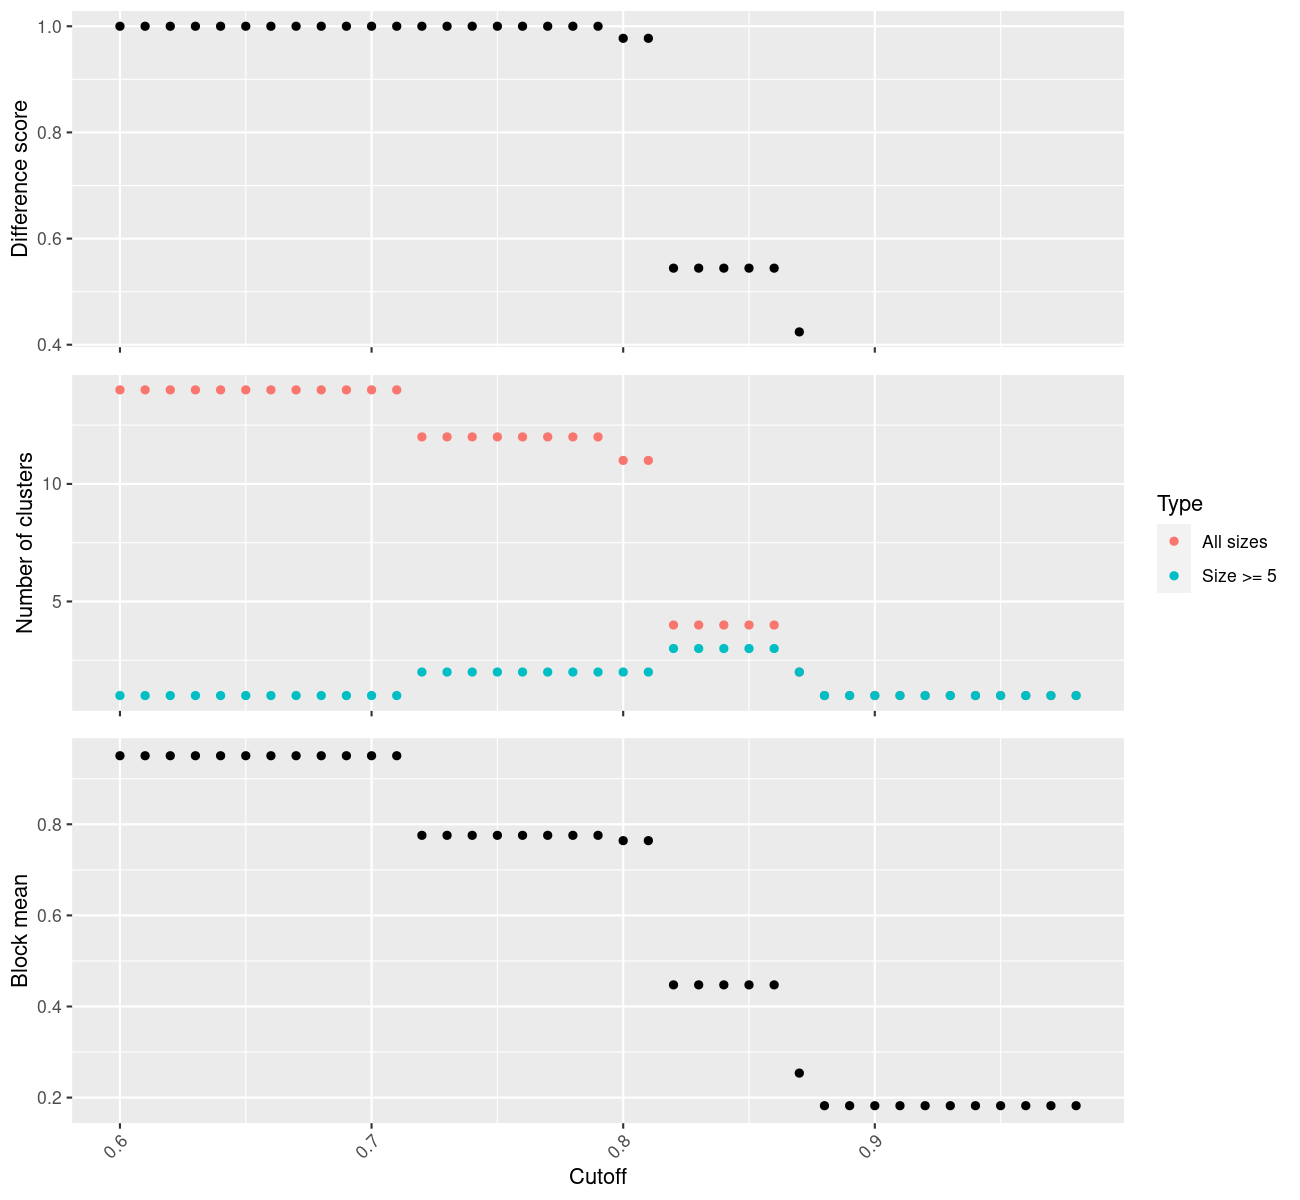 Difference score
1.0
0.8
0.6
0.4
Number of clusters
10
5
Block mean
0.8
0.6
0.4
0.2
0.6
0.7
0.8
0.9
Cutoff
Type
All sizes
Size >= 5